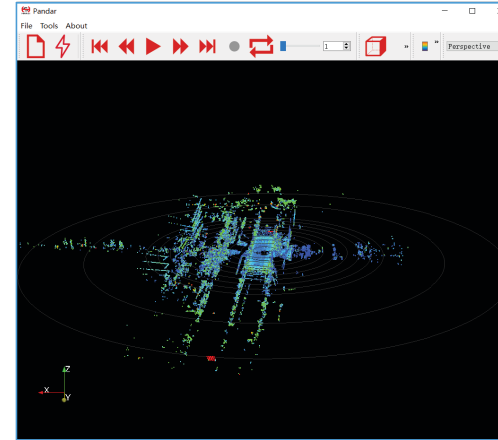 Pandar
File Tools About
1 » » Perspective
Z
X
Y